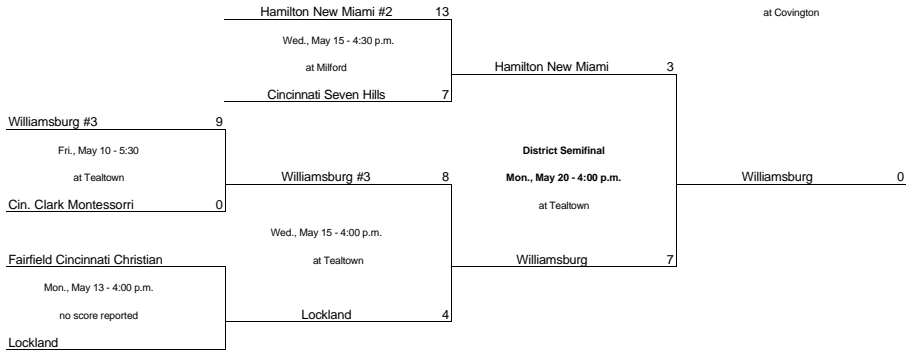 Hamilton New Miami #2 13
at Covington
Wed., May 15 - 4:30 p.m.
at Milford
Hamilton New Miami 3
Cincinnati Seven Hills 7
Williamsburg #3 9
Fri., May 10 - 5:30
District Semifinal
at Tealtown
Williamsburg #3 8
Mon., May 20 - 4:00 p.m.
Williamsburg 0
Cin. Clark Montessorri 0
at Tealtown
Wed., May 15 - 4:00 p.m.
Fairfield Cincinnati Christian
at Tealtown
Williamsburg 7
Mon., May 13 - 4:00 p.m.
no score reported
Lockland 4
Lockland